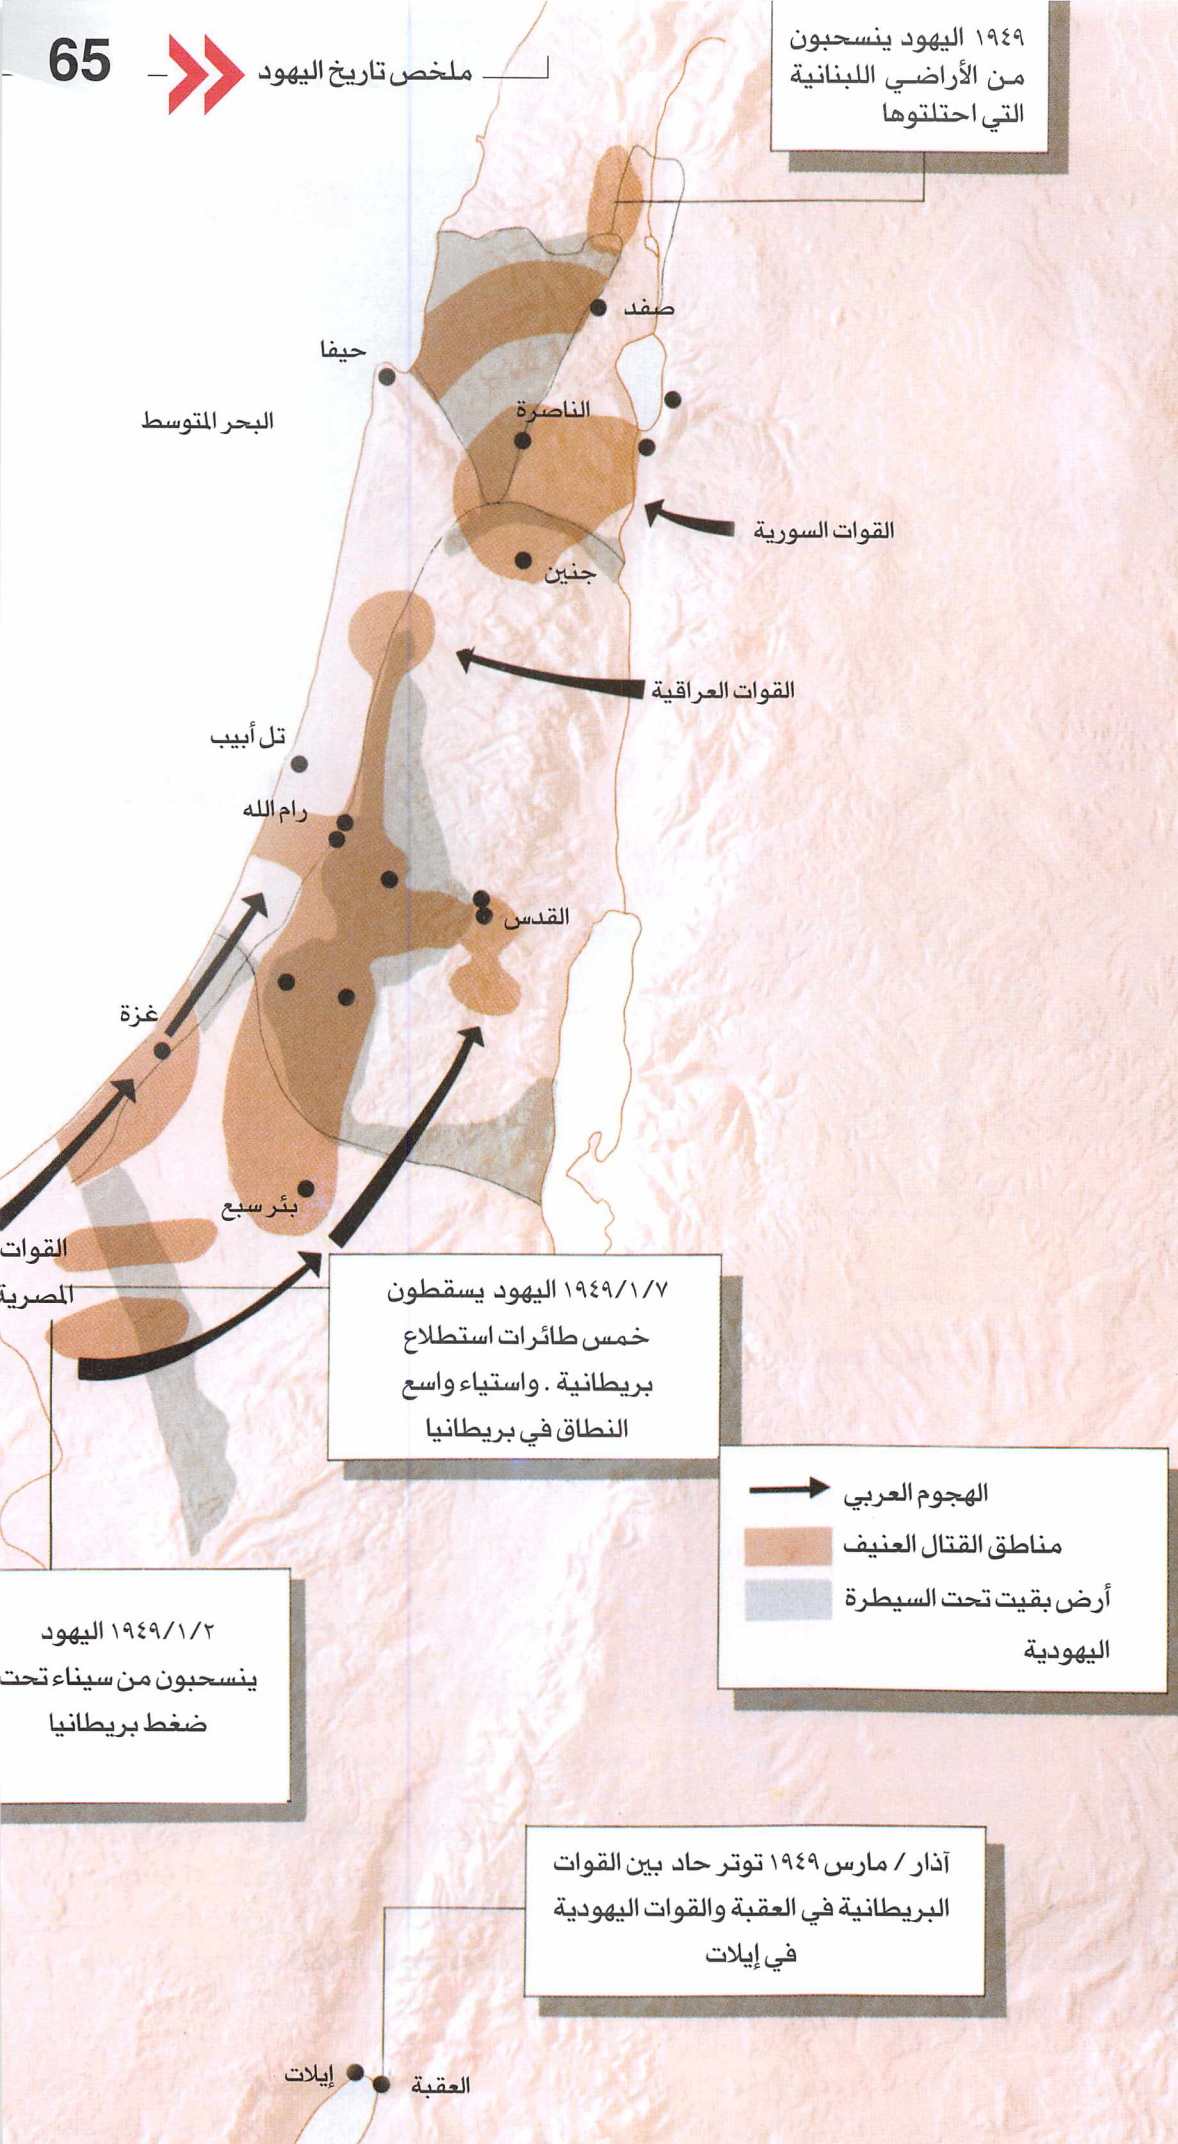 65
ملخص تاريخ اليهود
١٩٤٩ اليهود ينسحبون
من الأراضي اللبنانية
التي احتلتوها
صفد
حيفا
الناصرة
البحر المتوسط
القوات السورية
جنين
القوات العراقية
تل أبيب
رام الله
القدس
غزة
بئر سبع
القوات
المصرية
١٩٤٩/١/٧ اليهود يسقطون
خمس طائرات استطلاع
بريطانية . واستياء واسع
النطاق في بريطانيا
الهجوم العربي
مناطق القتال العنيف
أرض بقيت تحت السيطرة
اليهودية
١٩٤٩/١/٢ اليهود
ينسحبون من سيناء تحت
ضغط بريطانيا
آذار / مارس ١٩٤٩ توتر حاد بين القوات
البريطانية في العقبة والقوات اليهودية
في إيلات
إيلات
العقبة